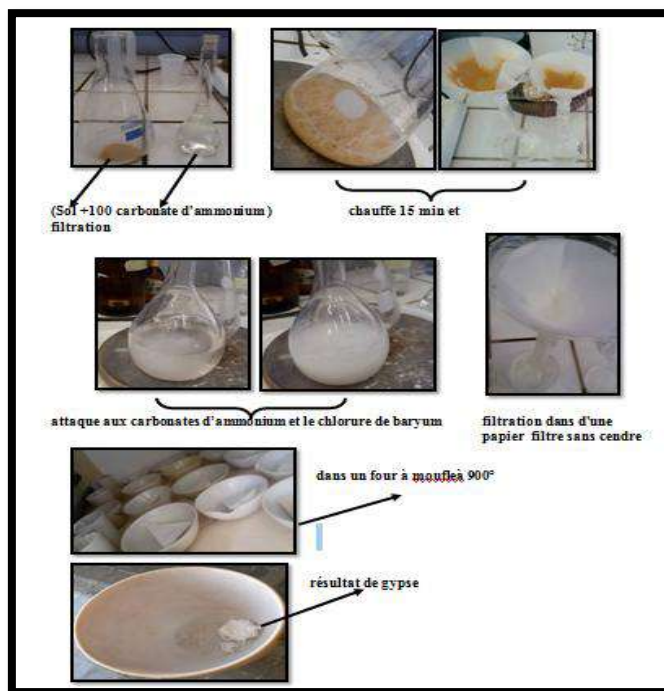 (Sol +100 carbonate d'ammonium )
filtration
chauffe 15 min et
attaque aux carbonates d'ammonium et le chlorure de baryum
filtration dans d'une
papier filtre sans cendre
dans un four à moufleà 900°
résultat de gypse